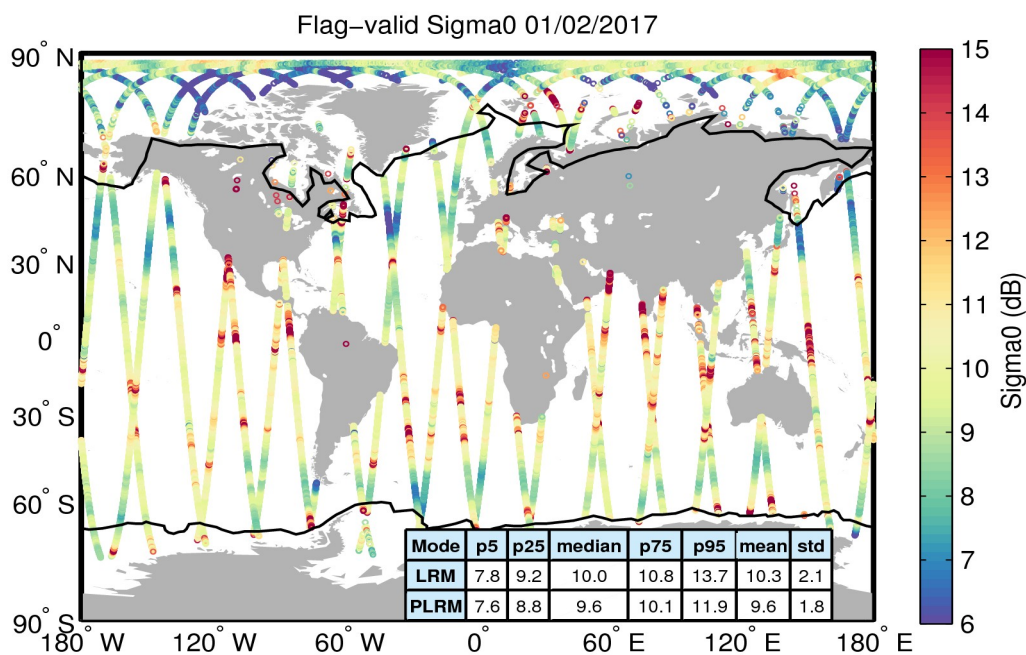 Flag−valid Sigma0 01/02/2017
90° N
60° N
30° N
0°
30° S
60° S
90° S
180° W
120° W
60° W
0°
60° E
120° E
180° E
Mode p5 p25 median p75 p95 mean std
LRM 7.8 9.2 10.0 10.8 13.7 10.3 2.1
PLRM 7.6 8.8 9.6 10.1 11.9 9.6 1.8
15
14
13
12
11
10
9
8
7
6
Sigma0 (dB)